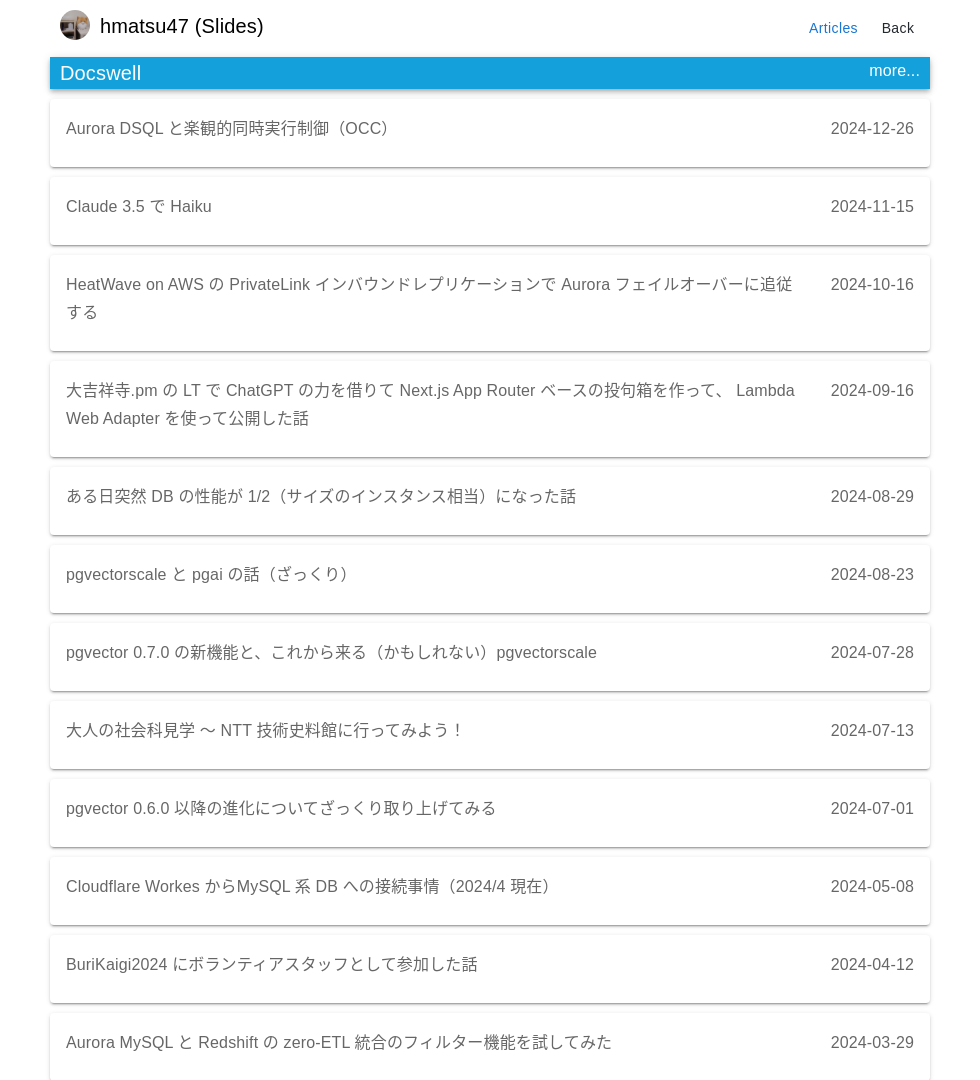 hmatsu47 (Slides)
Articles
Back
Docswell
more...
Aurora DSQL と楽観的同時実行制御（OCC）
2024-12-26
Claude 3.5 で Haiku
2024-11-15
HeatWave on AWS の PrivateLink インバウンドレプリケーションで Aurora フェイルオーバーに追従
する
2024-10-16
大吉祥寺.pm の LT で ChatGPT の力を借りて Next.js App Router ベースの投句箱を作って、 Lambda
Web Adapter を使って公開した話
2024-09-16
ある日突然 DB の性能が 1/2（サイズのインスタンス相当）になった話
2024-08-29
pgvectorscale と pgai の話（ざっくり）
2024-08-23
pgvector 0.7.0 の新機能と、これから来る（かもしれない）pgvectorscale
2024-07-28
大人の社会科見学 〜 NTT 技術史料館に行ってみよう！
2024-07-13
pgvector 0.6.0 以降の進化についてざっくり取り上げてみる
2024-07-01
Cloudflare Workes からMySQL 系 DB への接続事情（2024/4 現在）
2024-05-08
BuriKaigi2024 にボランティアスタッフとして参加した話
2024-04-12
Aurora MySQL と Redshift の zero-ETL 統合のフィルター機能を試してみた
2024-03-29